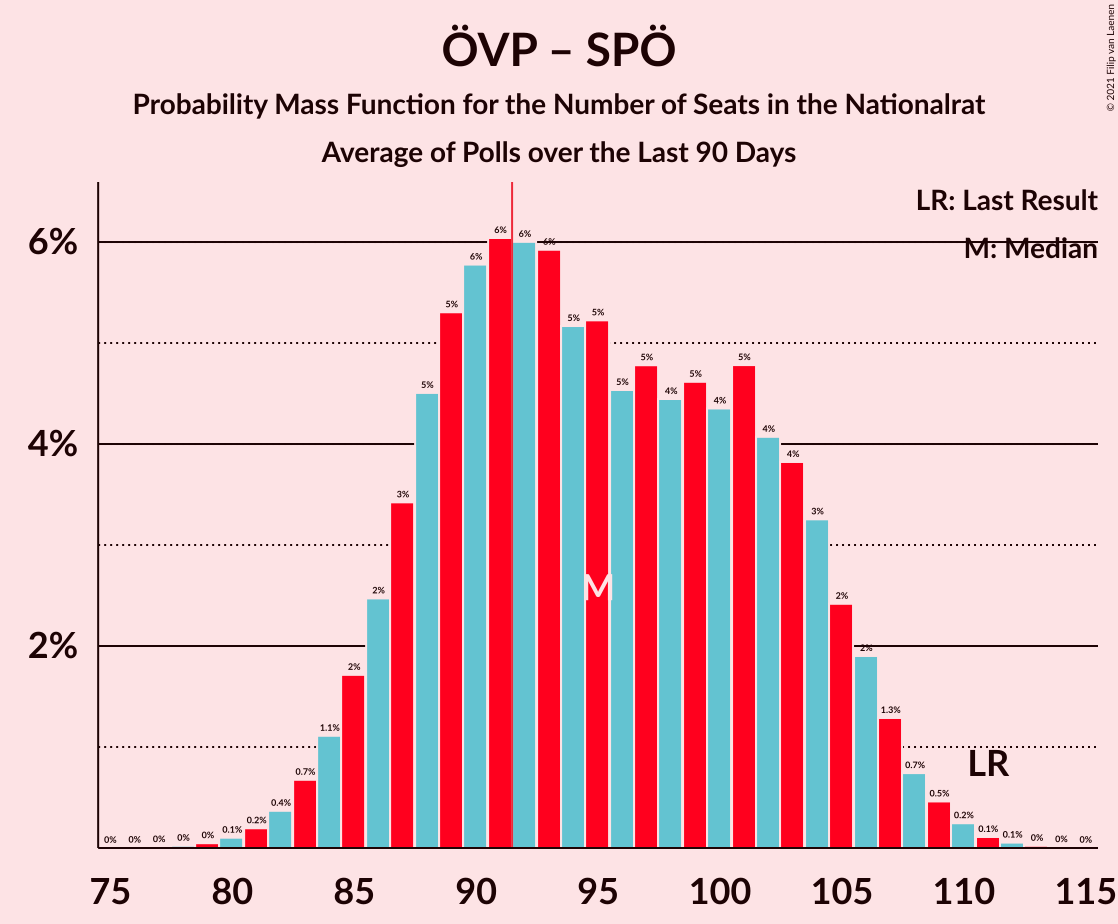 ÖVP – SPÖ
Probability Mass Function for the Number of Seats in the Nationalrat
Average of Polls over the Last 90 Days
© 2021 Filip van Laenen
LR: Last Result
M: Median
6%
4%
2%
0% 0% 0% 0% 0% 0.1% 0.2% 0.4% 0.7% 1.1% 2% 2% 3% 5% 5% 6% 6% 6% 6% 5% 5% 5% 5% 4% 5% 4% 5% 4% 4% 3% 2% 2% 1.3% 0.7% 0.5% 0.2% 0.1% 0.1% 0% 0% 0%
M
LR
75 80 85 90 95 100 105 110 115